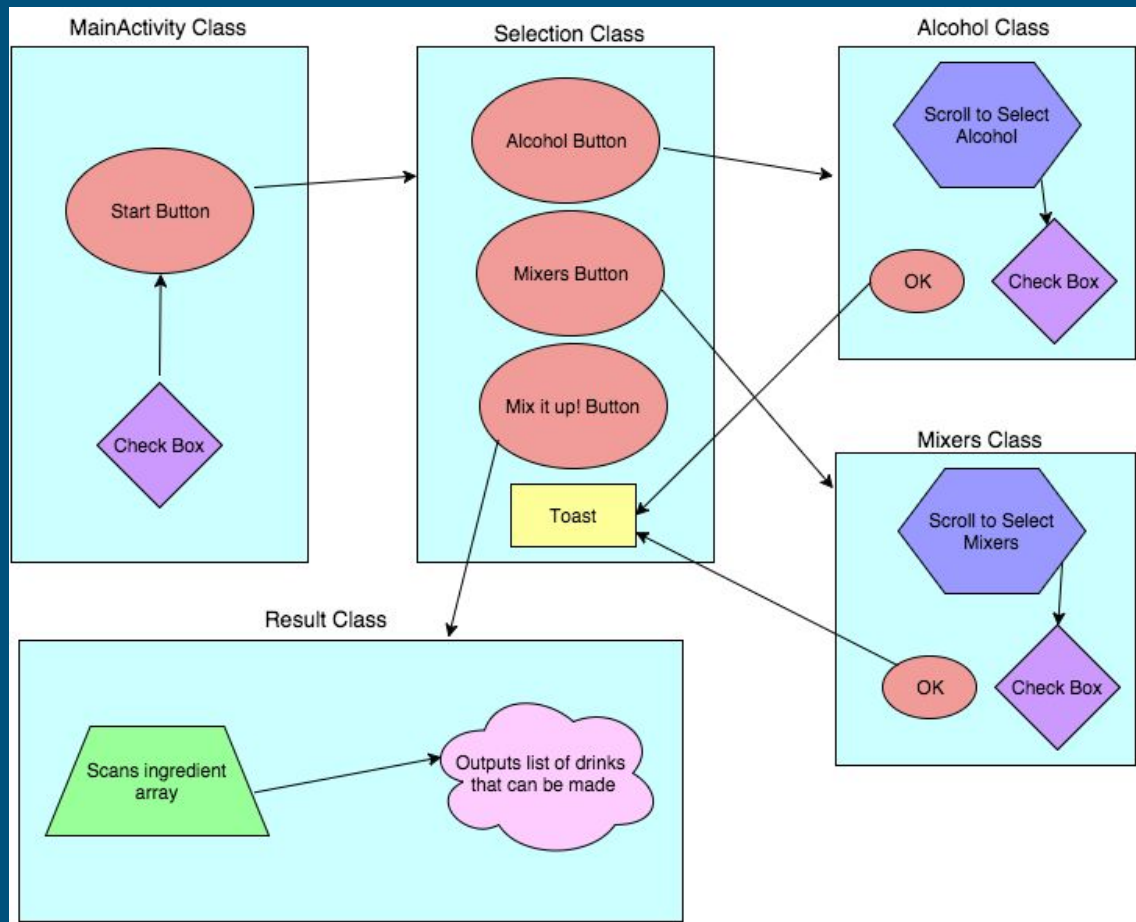 MainActivity Class
Start Button
Check Box
Selection Class
Alcohol Button
Mixers Button
Mix it up! Button
Toast
Alcohol Class
Scroll to Select
Alcohol
OK
Check Box
Mixers Class
Scroll to Select
Mixers
OK
Check Box
Result Class
Scans ingredient
array
Outputs list of drinks
that can be made